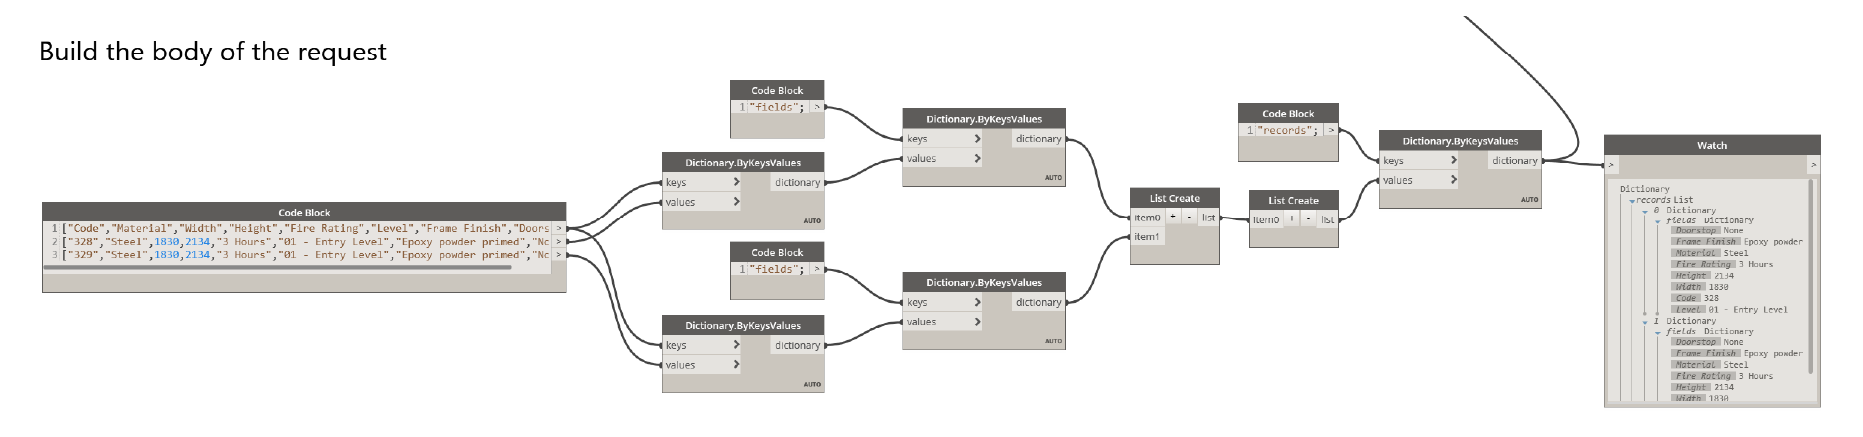 Build the body of the request
Code Block
1 ["Code","Material","Width","Height","Fire Rating","Level","Frame Finish","Doors >
2 ["328","Steel",1830,2134,"3 Hours","01 - Entry Level","Epoxy powder primed","No >
3 ["329","Steel",1830,2134,"3 Hours","01 - Entry Level","Epoxy powder primed","No >
Code Block
1 "fields"; >
Dictionary.ByKeysValues
keys > dictionary
values >
AUTO
Code Block
1 "fields"; >
Dictionary.ByKeysValues
keys > dictionary
values >
AUTO
Dictionary.ByKeysValues
keys > dictionary
values >
AUTO
Dictionary.ByKeysValues
keys > dictionary
values >
AUTO
List Create
item0 + - list
item1
Code Block
1 "records"; >
List Create
item0 + - list
Dictionary.ByKeysValues
keys > dictionary
values >
AUTO
Watch
> >
Dictionary
records List
0 Dictionary
fields Dictionary
Doorstop None
Frame Finish Epoxy powder
Material Steel
Fire Rating 3 Hours
Height 2134
Width 1830
Code 328
Level 01 - Entry Level
1 Dictionary
fields Dictionary
Doorstop None
Frame Finish Epoxy powder
Material Steel
Fire Rating 3 Hours
Height 2134
Width 1830